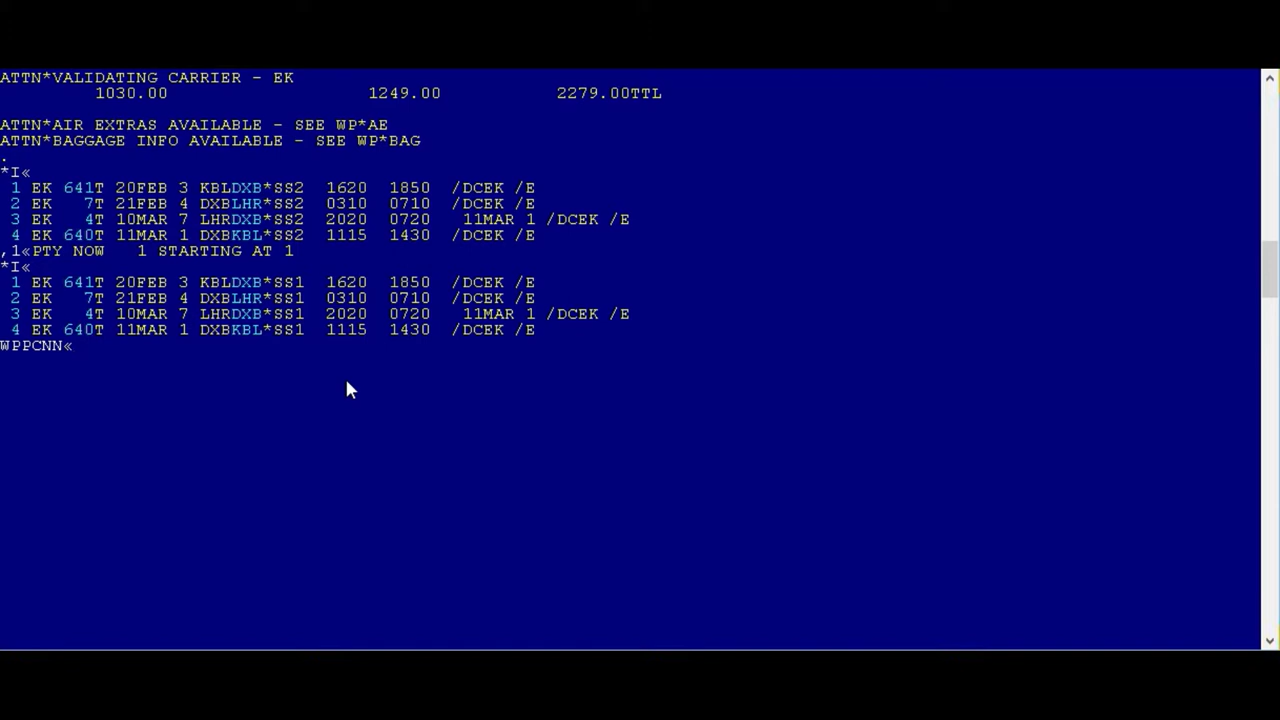 ATTN*VALIDATING CARRIER - EK
1030.00 1249.00 2279.00TTL
ATTN*AIR EXTRAS AVAILABLE - SEE WP*AE
ATTN*BAGGAGE INFO AVAILABLE - SEE WP*BAG
.
*I«
1 EK 641T 20FEB 3 KBLDXB*SS2 1620 1850 /DCEK /E
2 EK 7T 21FEB 4 DXBLHR*SS2 0310 0710 /DCEK /E
3 EK 4T 10MAR 7 LHRDXB*SS2 2020 0720 11MAR 1 /DCEK /E
4 EK 640T 11MAR 1 DXBKBL*SS2 1115 1430 /DCEK /E
,1«PTY NOW 1 STARTING AT 1
*I«
1 EK 641T 20FEB 3 KBLDXB*SS1 1620 1850 /DCEK /E
2 EK 7T 21FEB 4 DXBLHR*SS1 0310 0710 /DCEK /E
3 EK 4T 10MAR 7 LHRDXB*SS1 2020 0720 11MAR 1 /DCEK /E
4 EK 640T 11MAR 1 DXBKBL*SS1 1115 1430 /DCEK /E
WPPCNN«